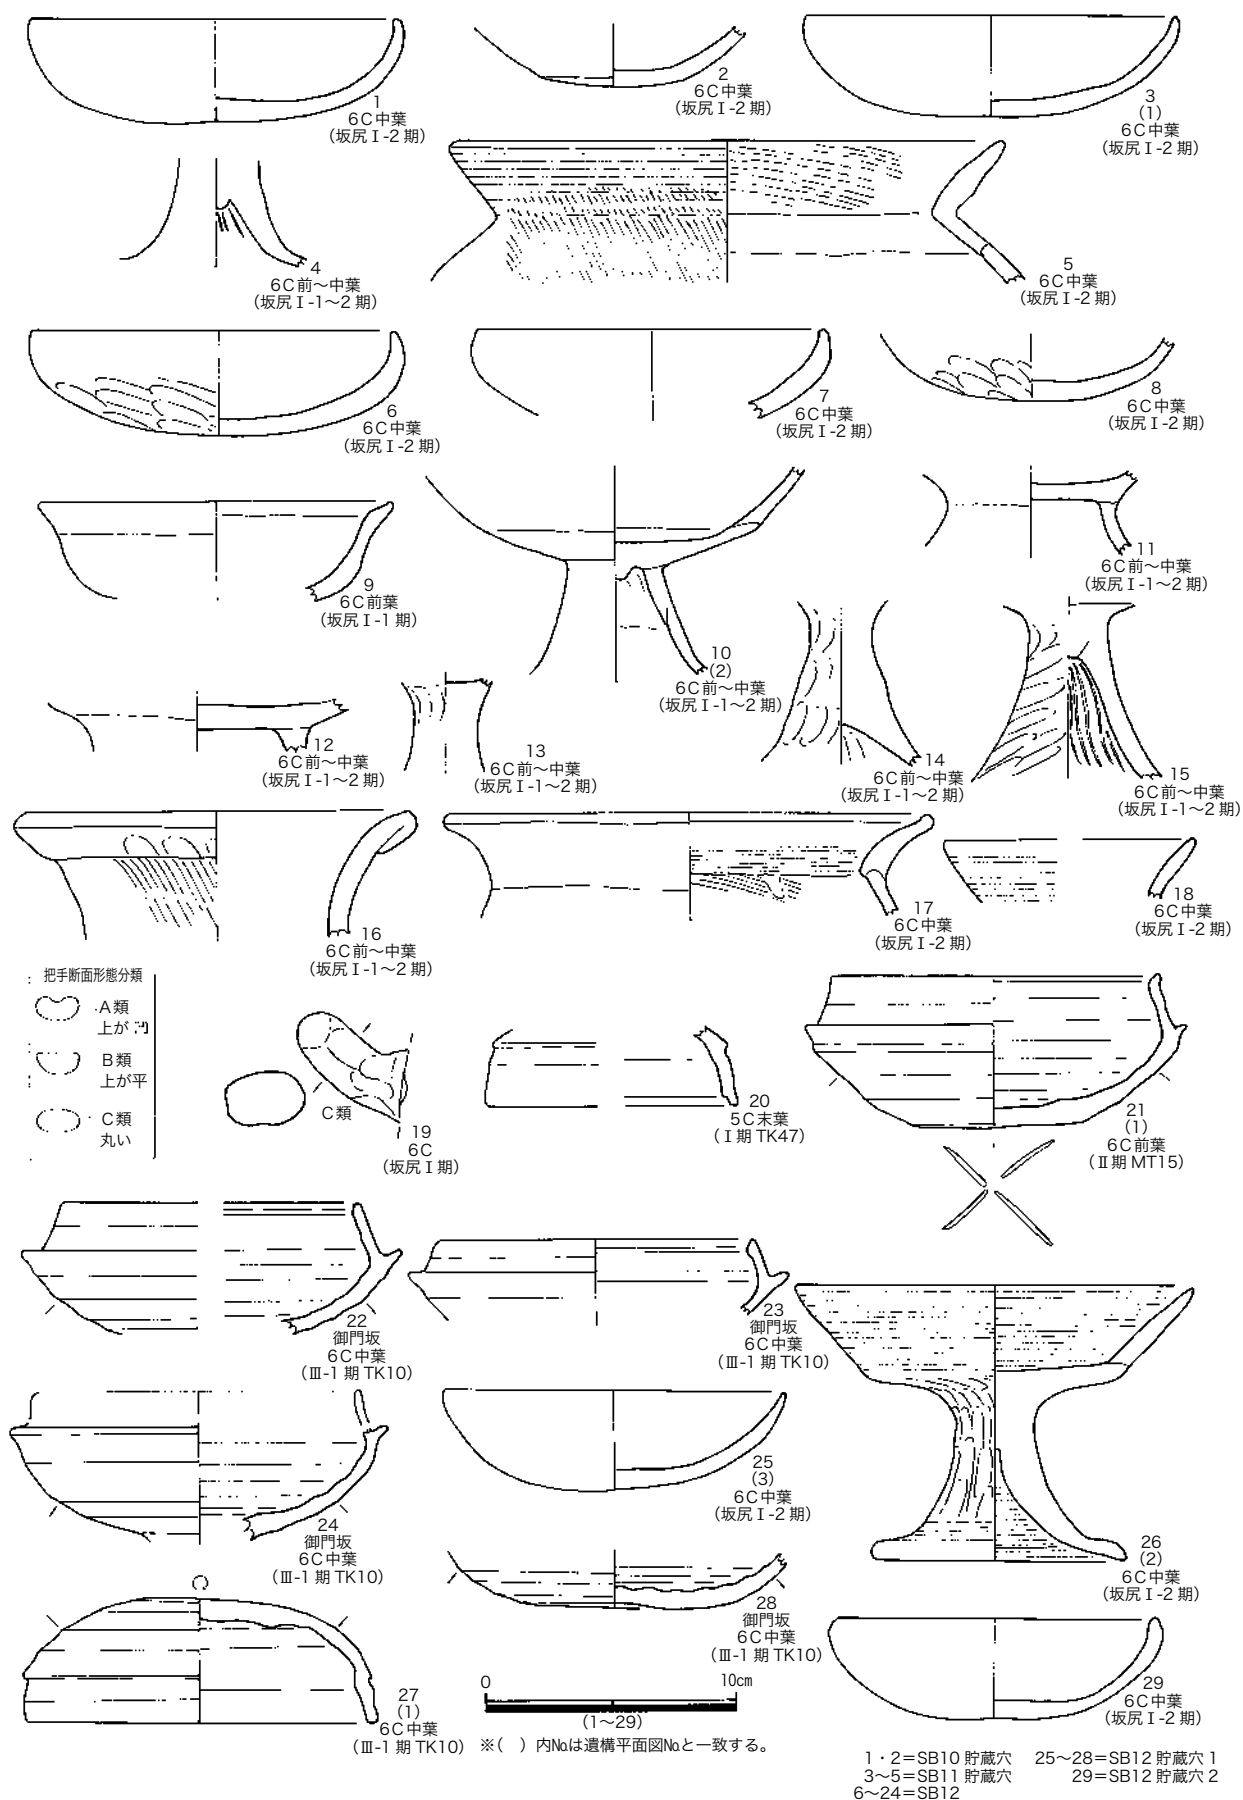 1
6C中葉
(坂尻Ⅰ-2期)
2
6C中葉
(坂尻Ⅰ-2期)
3
(1)
6C中葉
(坂尻Ⅰ-2期)
4
6C前～中葉
(坂尻Ⅰ-1～2期)
5
6C中葉
(坂尻Ⅰ-2期)
6
6C中葉
(坂尻Ⅰ-2期)
7
6C中葉
(坂尻Ⅰ-2期)
8
6C中葉
(坂尻Ⅰ-2期)
9
6C前葉
(坂尻Ⅰ-1期)
10
(2)
6C前～中葉
(坂尻Ⅰ-1～2期)
11
6C前～中葉
(坂尻Ⅰ-1～2期)
12
6C前～中葉
(坂尻Ⅰ-1～2期)
13
6C前～中葉
(坂尻Ⅰ-1～2期)
14
6C前～中葉
(坂尻Ⅰ-1～2期)
15
6C前～中葉
(坂尻Ⅰ-1～2期)
16
6C前～中葉
(坂尻Ⅰ-1～2期)
17
6C中葉
(坂尻Ⅰ-2期)
18
6C中葉
(坂尻Ⅰ-2期)
把手断面形態分類
A類
上が凹
B類
上が平
C類
丸い
C類
19
6C
(坂尻Ⅰ期)
20
5C末葉
(Ⅰ期TK47)
21
(1)
6C前葉
(Ⅱ期MT15)
22
御門坂
6C中葉
(Ⅲ-1期TK10)
23
御門坂
6C中葉
(Ⅲ-1期TK10)
24
御門坂
6C中葉
(Ⅲ-1期TK10)
25
(3)
6C中葉
(坂尻Ⅰ-2期)
26
(2)
6C中葉
(坂尻Ⅰ-2期)
27
(1)
6C中葉
(Ⅲ-1期TK10)
28
御門坂
6C中葉
(Ⅲ-1期TK10)
29
6C中葉
(坂尻Ⅰ-2期)
0 10cm
(1～29)
※( )内№は遺構平面図№と一致する。
1・2＝SB10 貯蔵穴 25～28＝SB12 貯蔵穴1
3～5＝SB11 貯蔵穴 29＝SB12 貯蔵穴2
6～24＝SB12